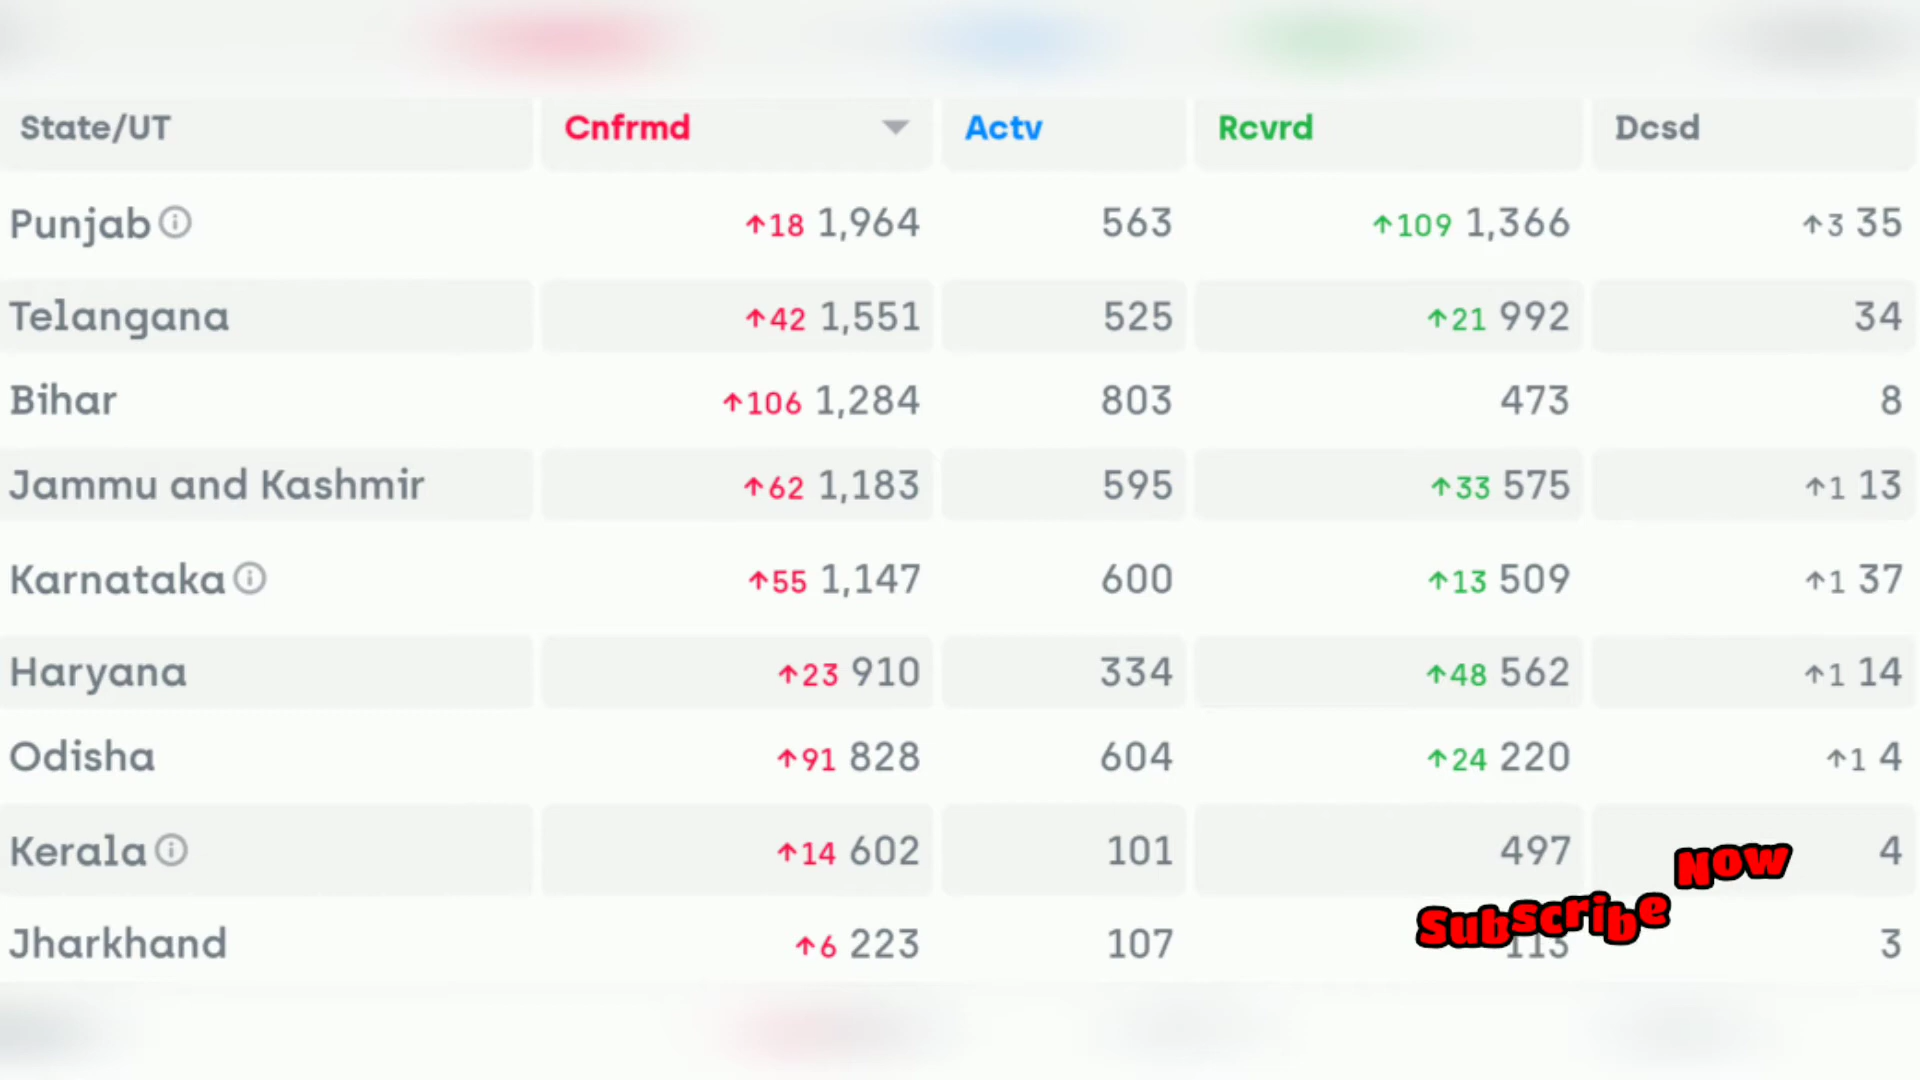 State/UT Cnfrmd Actv Rcvrd Dcsd
Punjab ↑18 1,964 563 ↑109 1,366 ↑3 35
Telangana ↑42 1,551 525 ↑21 992 34
Bihar ↑106 1,284 803 473 8
Jammu and Kashmir ↑62 1,183 595 ↑33 575 ↑1 13
Karnataka ↑55 1,147 600 ↑13 509 ↑1 37
Haryana ↑23 910 334 ↑48 562 ↑1 14
Odisha ↑91 828 604 ↑24 220 ↑1 4
Kerala ↑14 602 101 497 4
Jharkhand ↑6 223 107 113 3
Subscribe Now